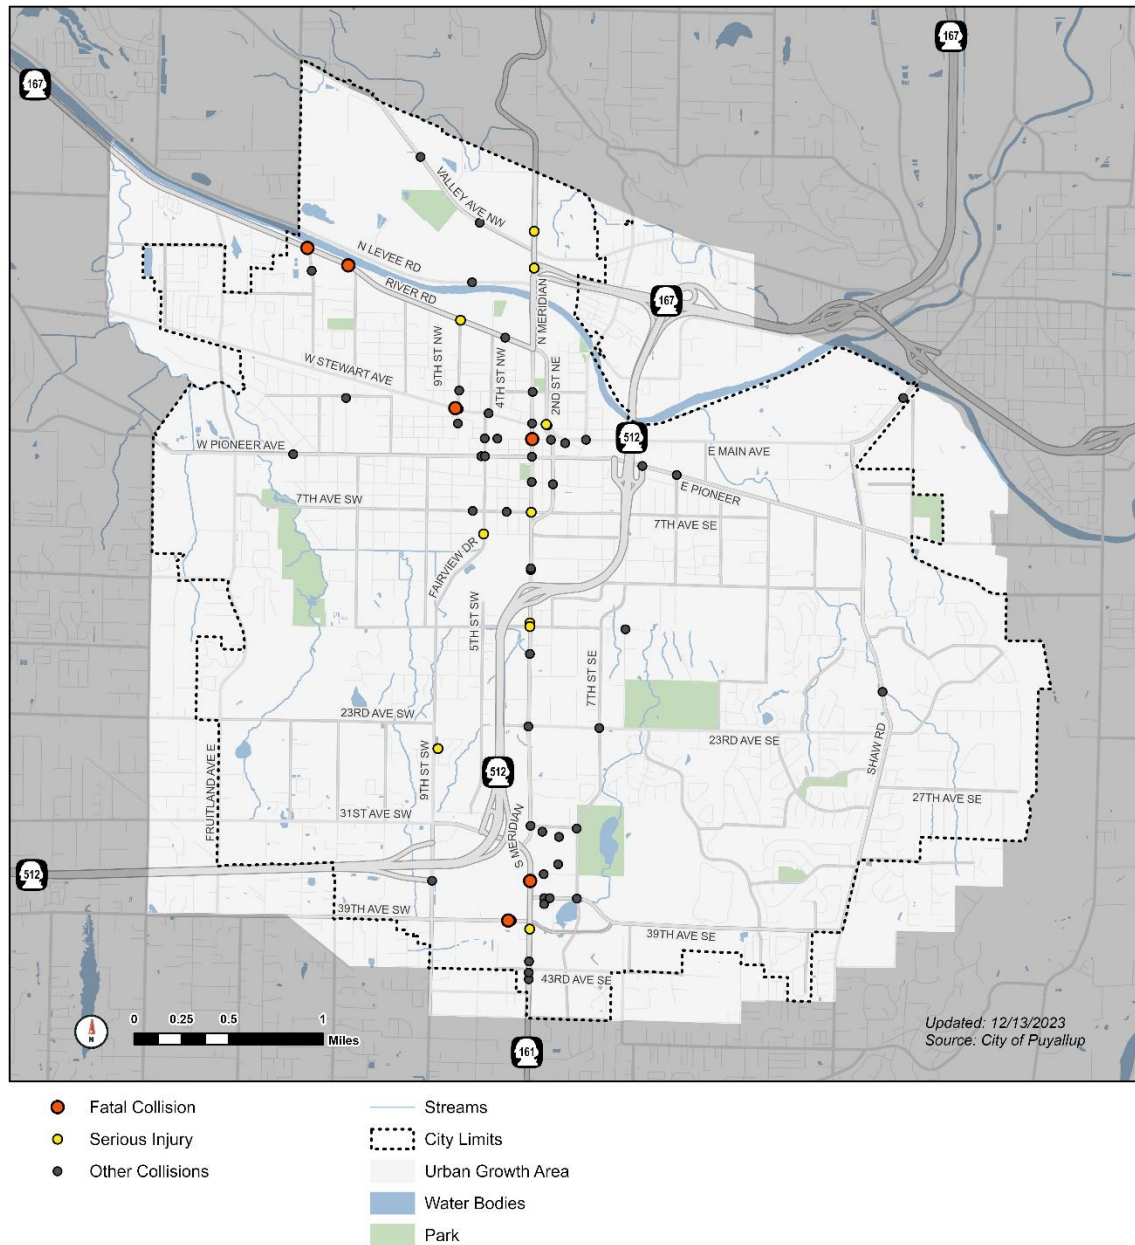 167
167
VALLEY AVE NW
N LEVEE RD
RIVER RD
N MERIDIAN
167
W STEWART AVE
9TH ST NW
4TH ST NW
2ND ST NE
512
W PIONEER AVE
E MAIN AVE
E PIONEER
7TH AVE SW
7TH AVE SE
FAIRVIEW DR
5TH ST SW
7TH ST SE
23RD AVE SW
23RD AVE SE
SHAW RD
FRUITLAND AVE E
9TH ST SW
512
27TH AVE SE
31ST AVE SW
S MERIDIAN
512
39TH AVE SW
39TH AVE SE
43RD AVE SE
N
0 0.25 0.5 1
Miles
161
Updated: 12/13/2023
Source: City of Puyallup
Fatal Collision
Serious Injury
Other Collisions
Streams
City Limits
Urban Growth Area
Water Bodies
Park